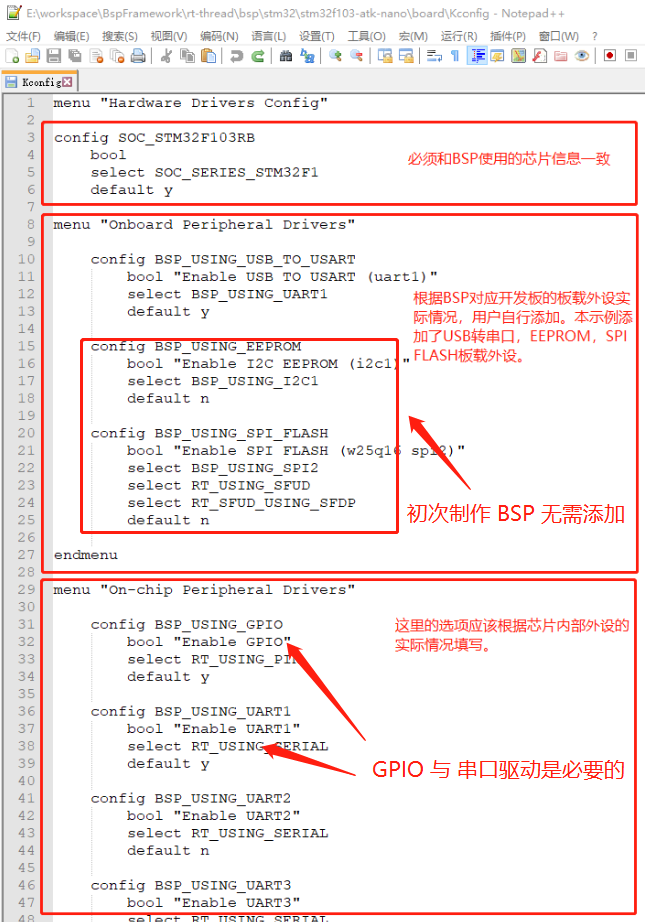 E:\workspace\BspFramework\rt-thread\bsp\stm32\stm32f103-atk-nano\board\Kconfig - Notepad++
文件(F) 编辑(E) 搜索(S) 视图(V) 编码(N) 语言(L) 设置(T) 工具(O) 宏(M) 运行(R) 插件(P) 窗口(W) ?
Kconfig
1 menu "Hardware Drivers Config"
2
3 config SOC_STM32F103RB
4 bool
5 select SOC_SERIES_STM32F1
6 default y
必须和BSP使用的芯片信息一致
7
8 menu "Onboard Peripheral Drivers"
9
10 config BSP_USING_USB_TO_USART
11 bool "Enable USB TO USART (uart1)"
12 select BSP_USING_UART1
13 default y
14
根据BSP对应开发板的板载外设实
际情况，用户自行添加。本示例添
加了USB转串口，EEPROM，SPI
FLASH板载外设。
15 config BSP_USING_EEPROM
16 bool "Enable I2C EEPROM (i2c1)"
17 select BSP_USING_I2C1
18 default n
19
20 config BSP_USING_SPI_FLASH
21 bool "Enable SPI FLASH (w25q16 spi2)"
22 select BSP_USING_SPI2
23 select RT_USING_SFUD
24 select RT_SFUD_USING_SFDP
25 default n
初次制作 BSP 无需添加
26
27 endmenu
28
29 menu "On-chip Peripheral Drivers"
30
31 config BSP_USING_GPIO
32 bool "Enable GPIO"
33 select RT_USING_PIN
34 default y
35
这里的选项应该根据芯片内部外设的
实际情况填写。
36 config BSP_USING_UART1
37 bool "Enable UART1"
38 select RT_USING_SERIAL
39 default y
GPIO 与 串口驱动是必要的
40
41 config BSP_USING_UART2
42 bool "Enable UART2"
43 select RT_USING_SERIAL
44 default n
45
46 config BSP_USING_UART3
47 bool "Enable UART3"
48 select RT_USING_SERIAL